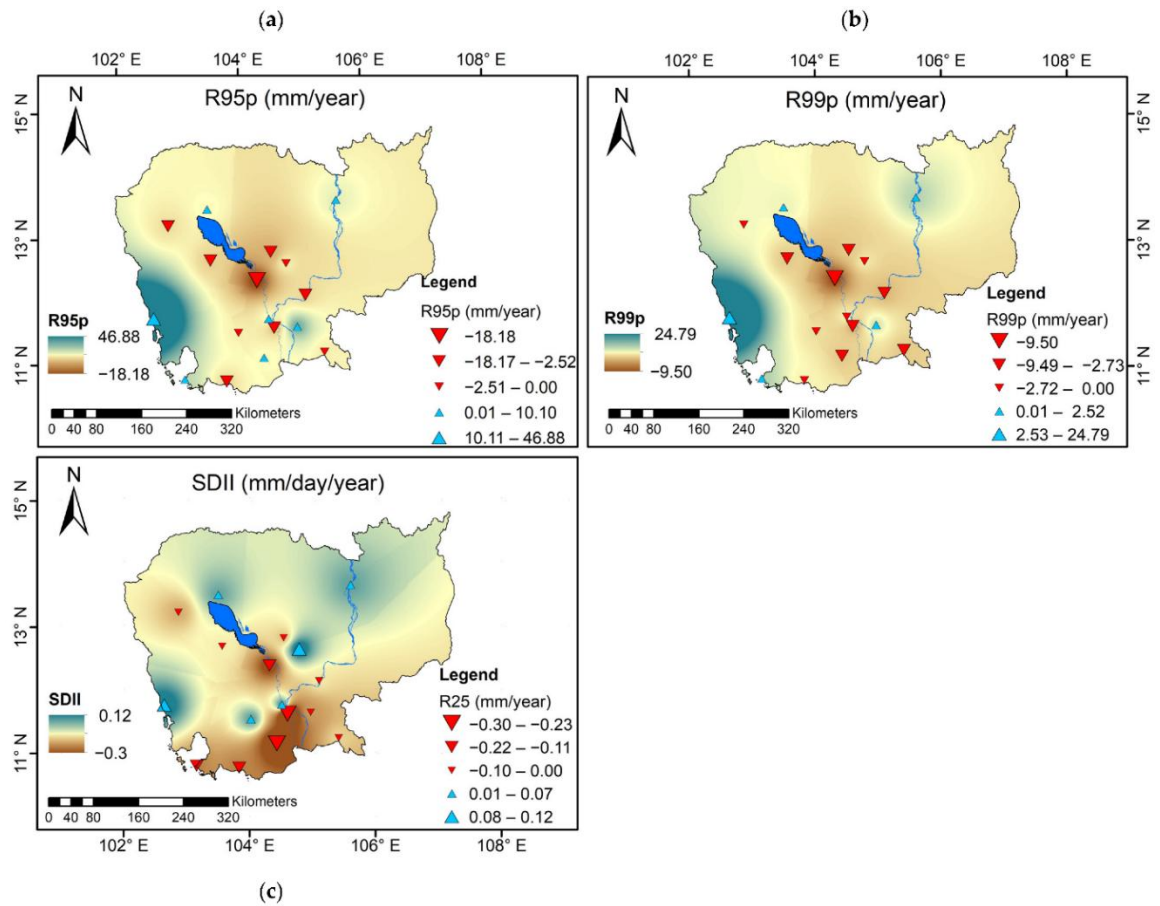 (a)
(b)
102° E 104° E 106° E 108° E
102° E 104° E 106° E 108° E
R95p (mm/year)
N
15° N
13° N
11° N
Legend
R95p (mm/year)
−18.18
−18.17 – −2.52
−2.51 – 0.00
0.01 – 10.10
10.11 – 46.88
R95p
46.88
−18.18
Kilometers
0 40 80 160 240 320
R99p (mm/year)
N
15° N
13° N
11° N
Legend
R99p (mm/year)
−9.50
−9.49 – −2.73
−2.72 – 0.00
0.01 – 2.52
2.53 – 24.79
R99p
24.79
−9.50
Kilometers
0 40 80 160 240 320
SDII (mm/day/year)
N
15° N
13° N
11° N
Legend
R25 (mm/year)
−0.30 – −0.23
−0.22 – −0.11
−0.10 – 0.00
0.01 – 0.07
0.08 – 0.12
SDII
0.12
−0.3
Kilometers
0 20 40 80 160 240 320
102° E 104° E 106° E 108° E
(c)